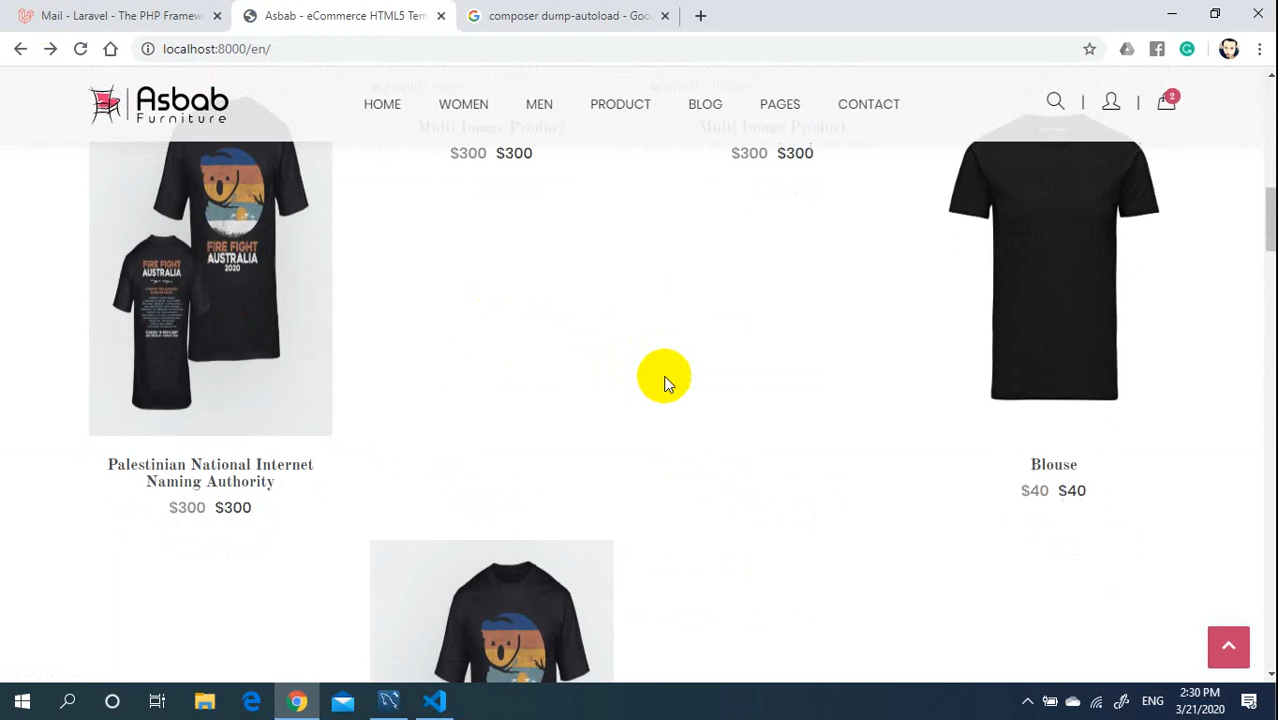 Mail - Laravel - The PHP Framew
Asbab - eCommerce HTML5 Tem
composer dump-autoload - Goo
localhost:8000/en/
Asbab
Furniture
HOME
WOMEN
MEN
PRODUCT
BLOG
PAGES
CONTACT
2
Multi Image Product
Multi Image Product
$300 $300
$300 $300
FIRE FIGHT
AUSTRALIA
2020
FIRE FIGHT
AUSTRALIA
Palestinian National Internet
Naming Authority
$300 $300
Blouse
$40 $40
ENG
2:30 PM
3/21/2020